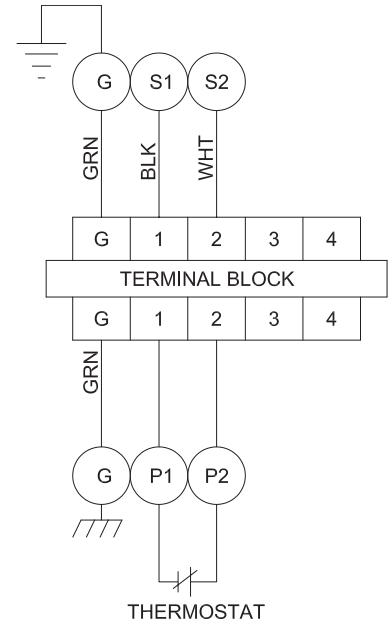 G S1 S2
GRN BLK WHT
G 1 2 3 4
TERMINAL BLOCK
G 1 2 3 4
GRN
G P1 P2
THERMOSTAT